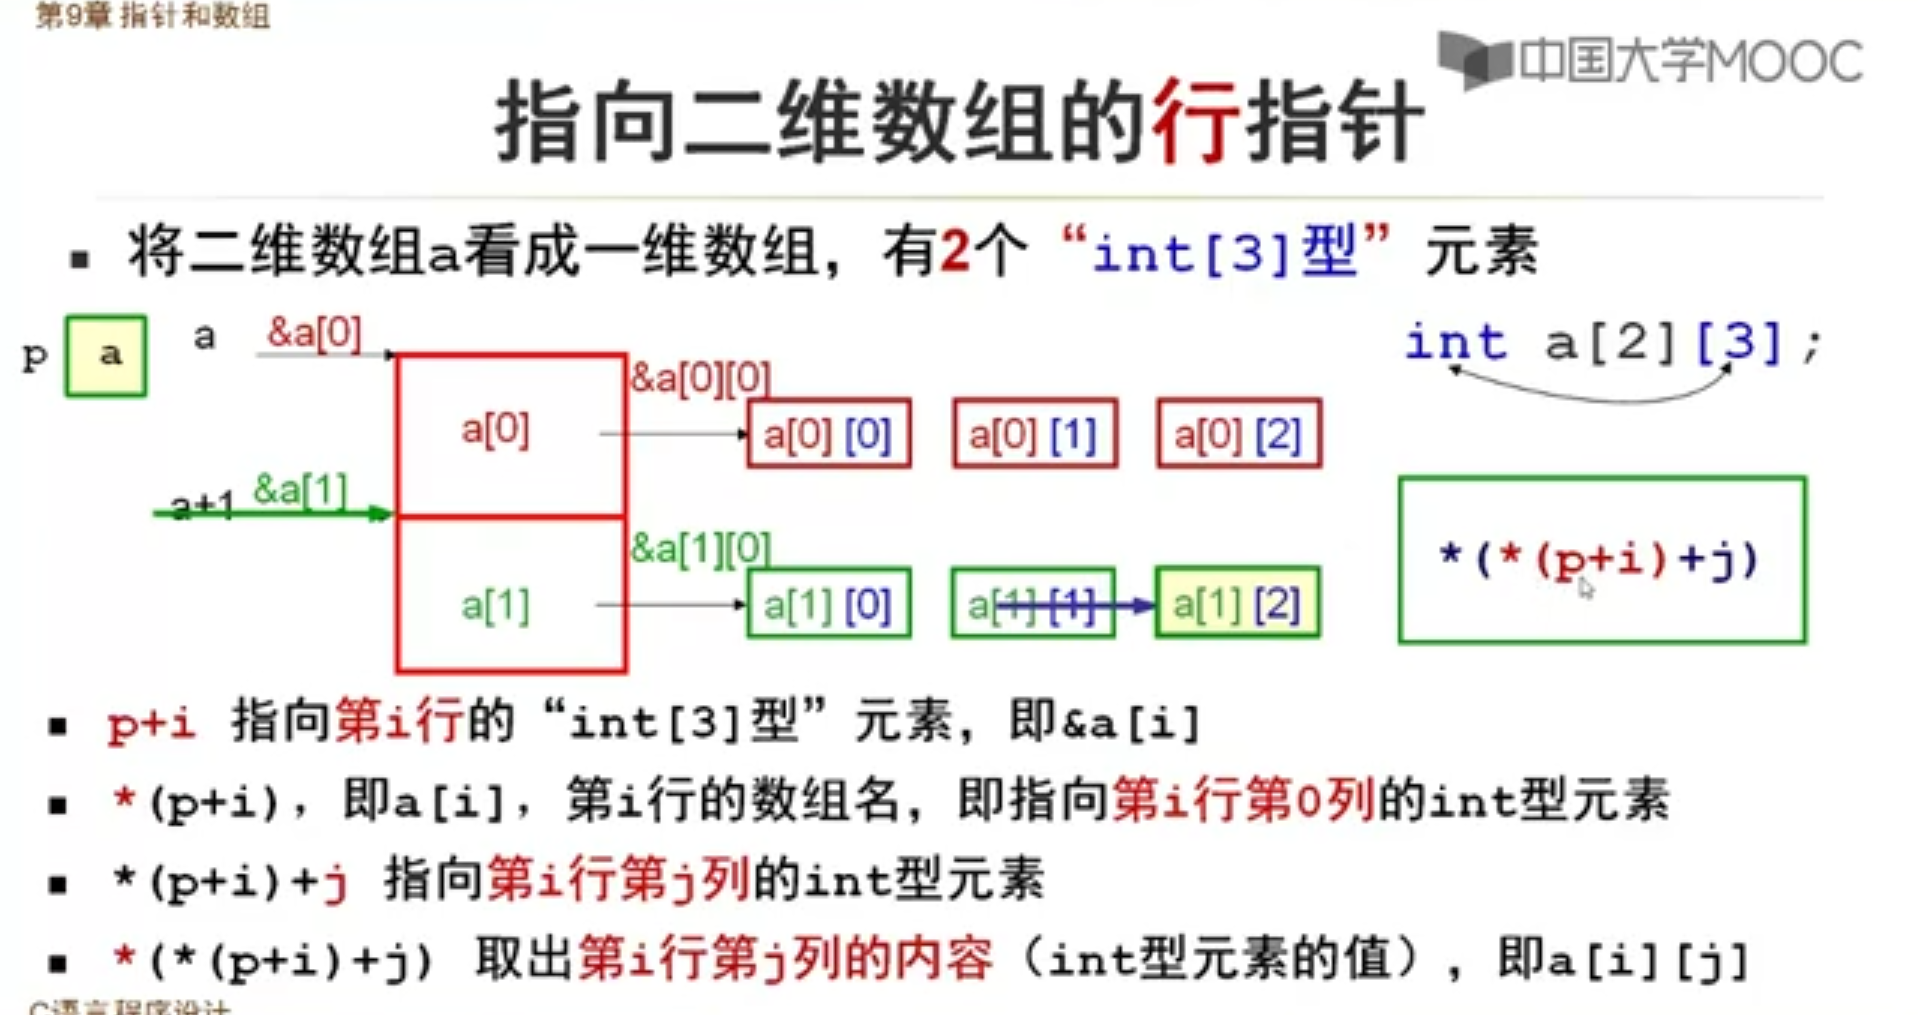 第9章 指针和数组
中国大学MOOC
指向二维数组的行指针
▪ 将二维数组a看成一维数组，有2个“int[3]型”元素
p a a &a[0]
int a[2][3];
&a[0][0]
a[0]
a[0] [0] a[0] [1] a[0] [2]
a+1 &a[1]
&a[1][0]
*(*(p+i)+j)
a[1]
a[1] [0] a[1] [1] a[1] [2]
▪ p+i 指向第i行的“int[3]型”元素，即&a[i]
▪ *(p+i)，即a[i]，第i行的数组名，即指向第i行第0列的int型元素
▪ *(p+i)+j 指向第i行第j列的int型元素
▪ *(*(p+i)+j) 取出第i行第j列的内容（int型元素的值），即a[i][j]
C语言程序设计